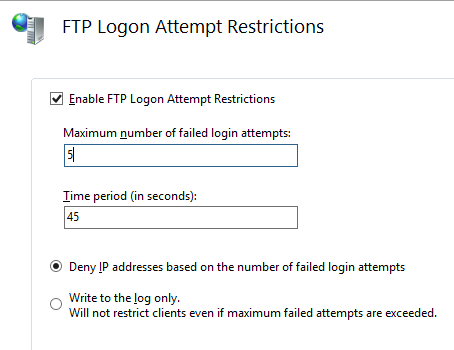 FTP Logon Attempt Restrictions
Enable FTP Logon Attempt Restrictions
Maximum number of failed login attempts:
5
Time period (in seconds):
45
Deny IP addresses based on the number of failed login attempts
Write to the log only.
Will not restrict clients even if maximum failed attempts are exceeded.